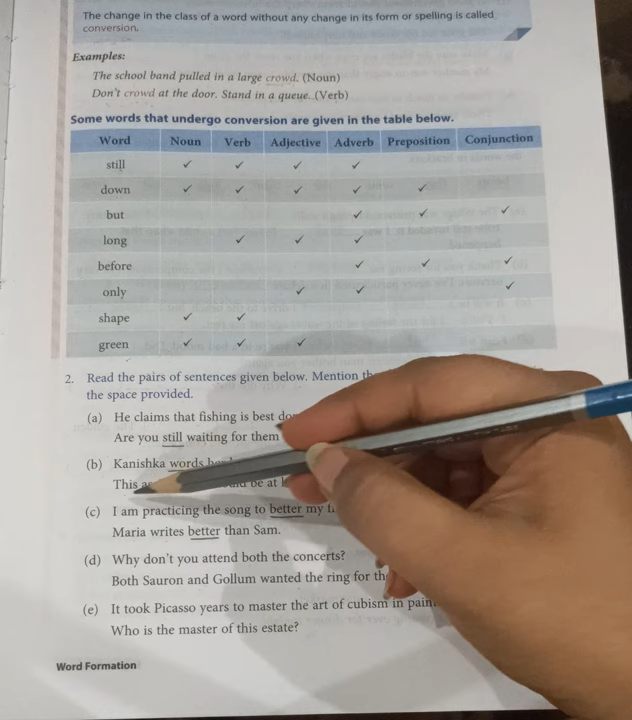 The change in the class of a word without any change in its form or spelling is called
conversion.
Examples:
The school band pulled in a large crowd. (Noun)
Don't crowd at the door. Stand in a queue. (Verb)
Some words that undergo conversion are given in the table below.
Word Noun Verb Adjective Adverb Preposition Conjunction
still ✓ ✓ ✓ ✓
down ✓ ✓ ✓ ✓ ✓
but ✓ ✓ ✓
long ✓ ✓ ✓
before ✓ ✓ ✓
only ✓ ✓ ✓
shape ✓ ✓
green ✓ ✓ ✓
2. Read the pairs of sentences given below. Mention
the space provided.
(a) He claims that fishing is best
Are you still waiting for them
(b) Kanishka words
This be at
(c) I am practicing the song to better my
Maria writes better than Sam.
(d) Why don't you attend both the concerts?
Both Sauron and Gollum wanted the ring for
(e) It took Picasso years to master the art of cubism in
Who is the master of this estate?
Word Formation